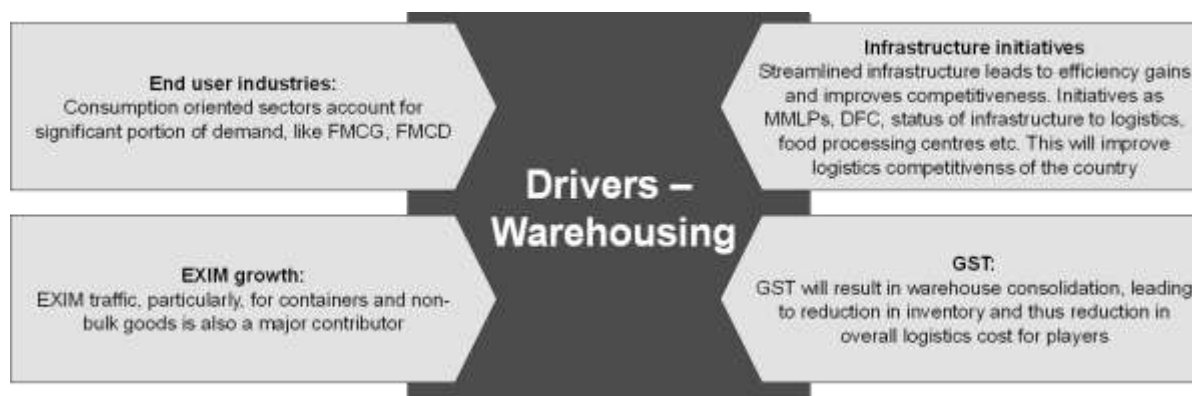 End user industries:
Consumption oriented sectors account for
significant portion of demand, like FMCG, FMCD
EXIM growth:
EXIM traffic, particularly, for containers and non-
bulk goods is also a major contributor
Drivers –
Warehousing
Infrastructure initiatives
Streamlined infrastructure leads to efficiency gains
and improves competitiveness. Initiatives as
MMLPs, DFC, status of infrastructure to logistics,
food processing centres etc. This will improve
logistics competitivenss of the country
GST:
GST will result in warehouse consolidation, leading
to reduction in inventory and thus reduction in
overall logistics cost for players